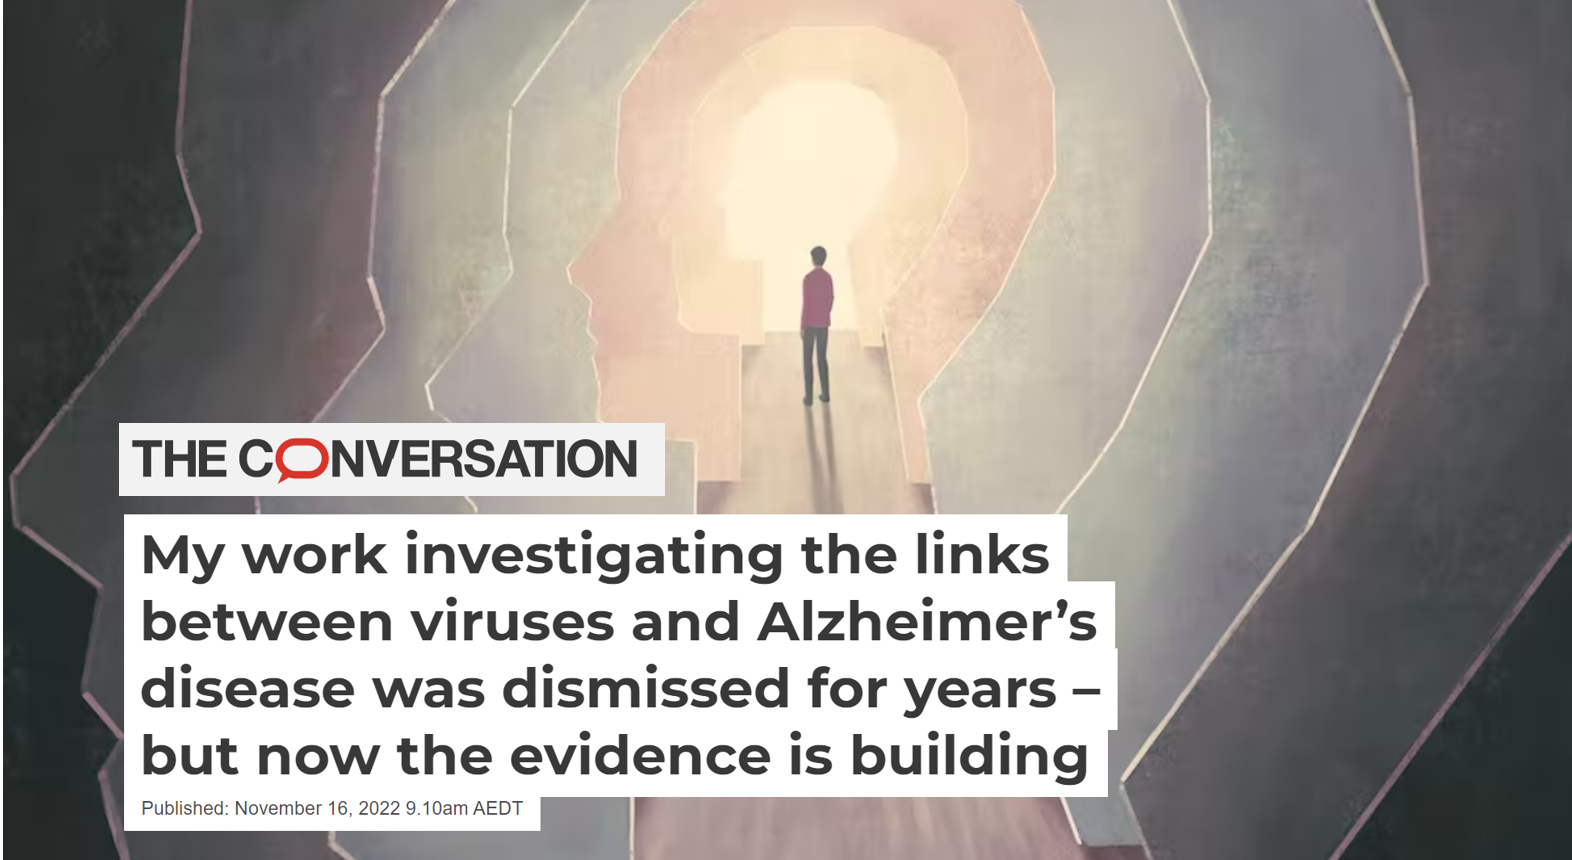 THE CONVERSATION
My work investigating the links
between viruses and Alzheimer’s
disease was dismissed for years –
but now the evidence is building
Published: November 16, 2022 9.10am AEDT